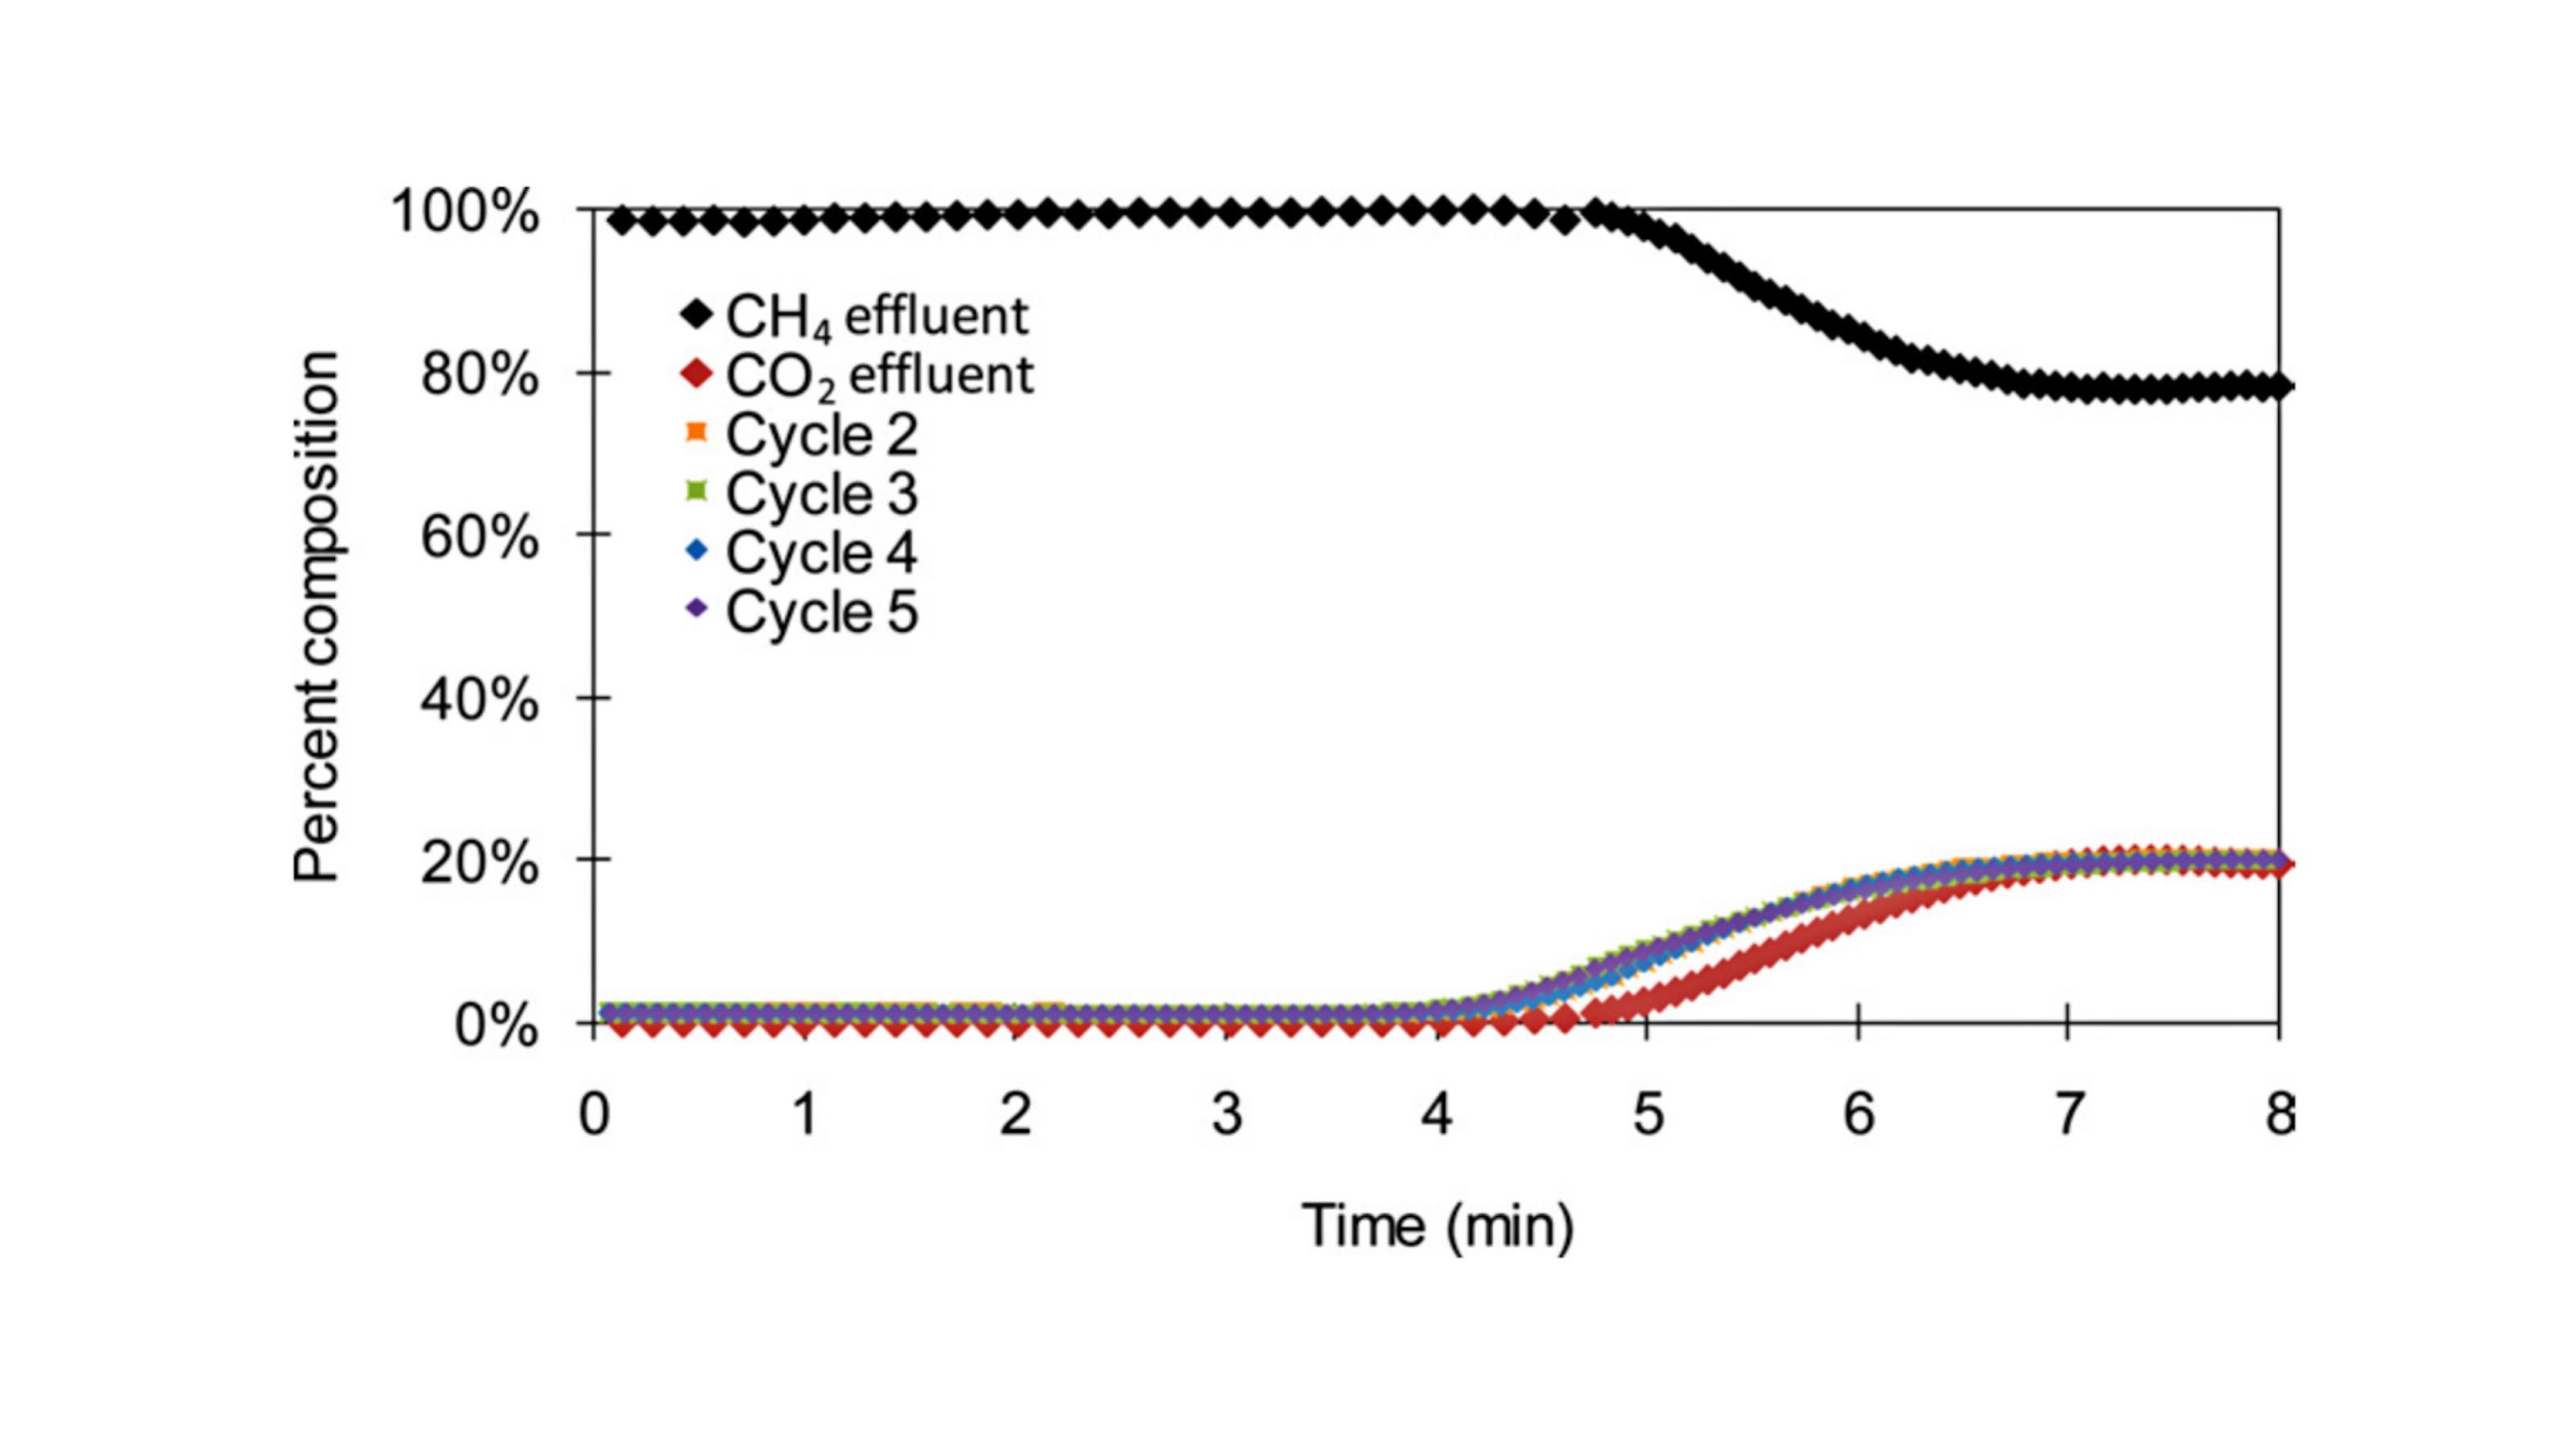 100%
80%
60%
40%
20%
0%
Percent composition
CH₄ effluent
CO₂ effluent
Cycle 2
Cycle 3
Cycle 4
Cycle 5
0 1 2 3 4 5 6 7 8
Time (min)